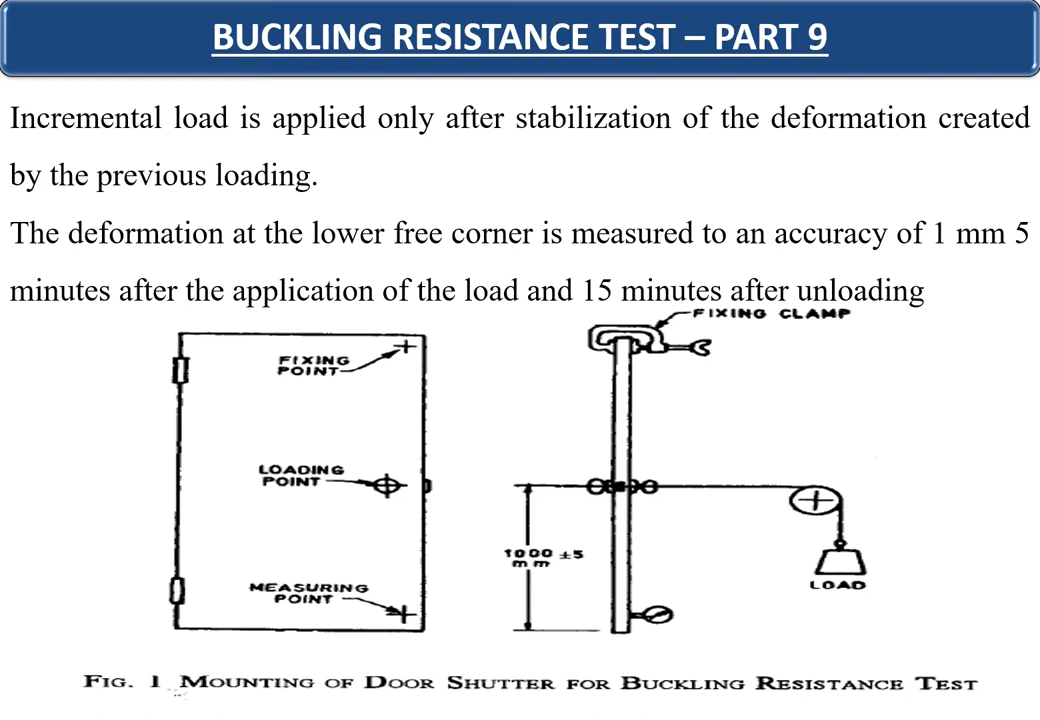 BUCKLING RESISTANCE TEST – PART 9
Incremental load is applied only after stabilization of the deformation created
by the previous loading.
The deformation at the lower free corner is measured to an accuracy of 1 mm 5
minutes after the application of the load and 15 minutes after unloading
FIXING CLAMP
FIXING
POINT
LOADING
POINT
1000 ±5
mm
MEASURING
POINT
LOAD
FIG. 1 MOUNTING OF DOOR SHUTTER FOR BUCKLING RESISTANCE TEST